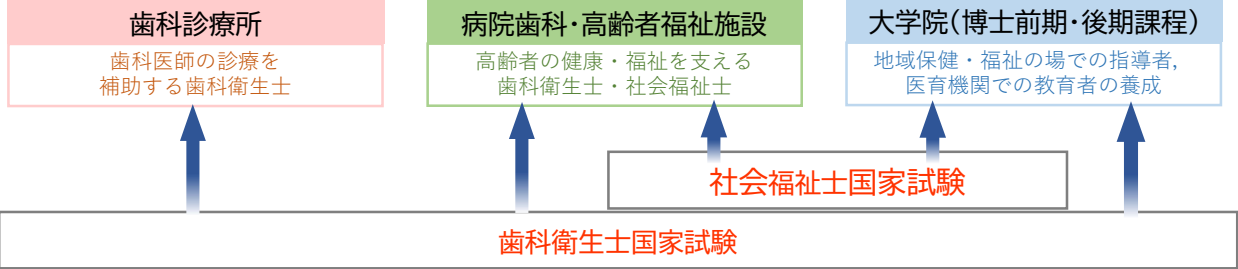 歯科診療所
歯科医師の診療を
補助する歯科衛生士
病院歯科・高齢者福祉施設
高齢者の健康・福祉を支える
歯科衛生士・社会福祉士
大学院(博士前期・後期課程)
地域保健・福祉の場での指導者,
医育機関での教育者の養成
社会福祉士国家試験
歯科衛生士国家試験